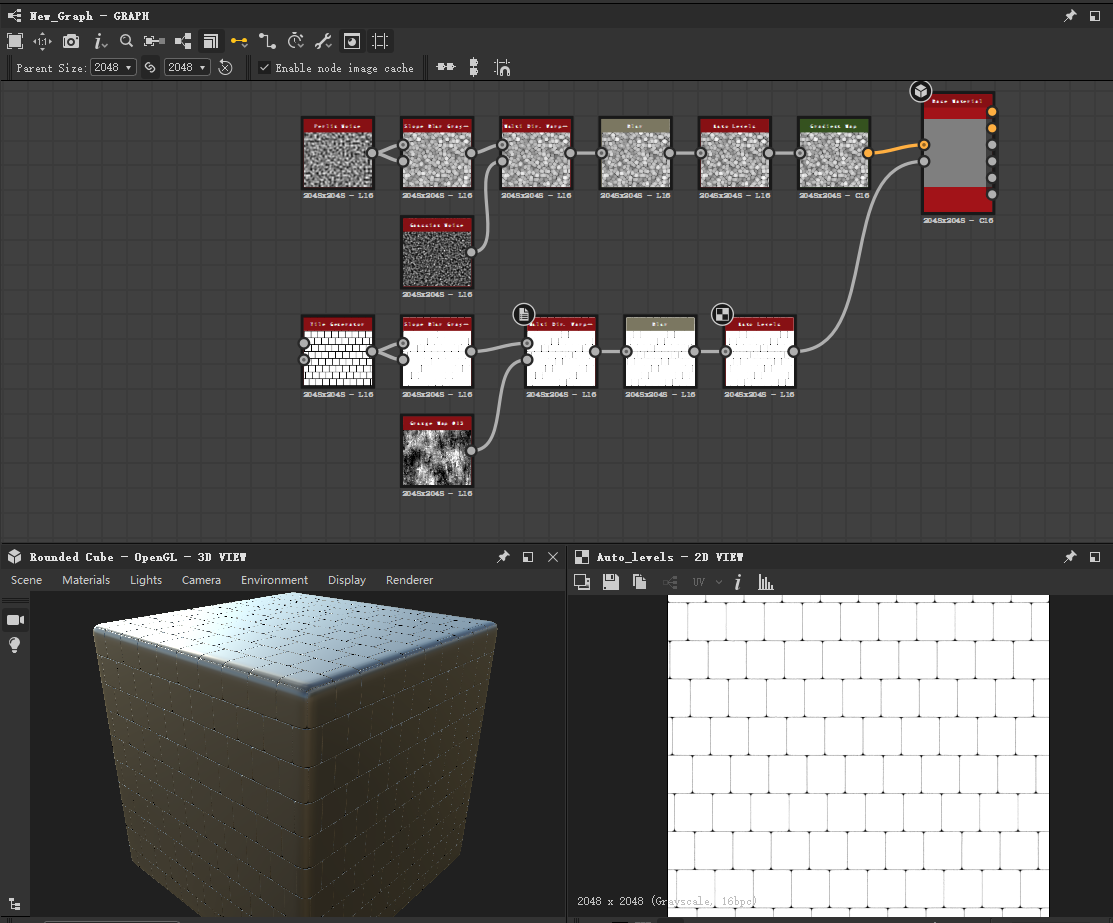 New_Graph - GRAPH
Parent Size: 2048 2048 Enable node image cache
Base Material
Perlin Noise
Slope Blur Gray—
Multi Dir. Warp—
Blur
Auto Levels
Gradient Map
2048x2048 - L16
2048x2048 - L16
2048x2048 - L16
2048x2048 - L16
2048x2048 - L16
2048x2048 - C16
2048x2048 - C16
Gaussian Noise
2048x2048 - L16
Tile Generator
Slope Blur Gray—
Multi Dir. Warp—
Blur
Auto Levels
2048x2048 - L16
2048x2048 - L16
2048x2048 - L16
2048x2048 - L16
2048x2048 - L16
Grunge Map #13
2048x2048 - L16
Rounded Cube - OpenGL - 3D VIEW
Scene Materials Lights Camera Environment Display Renderer
Auto_levels - 2D VIEW
UV
2048 x 2048 (Grayscale, 16bpc)